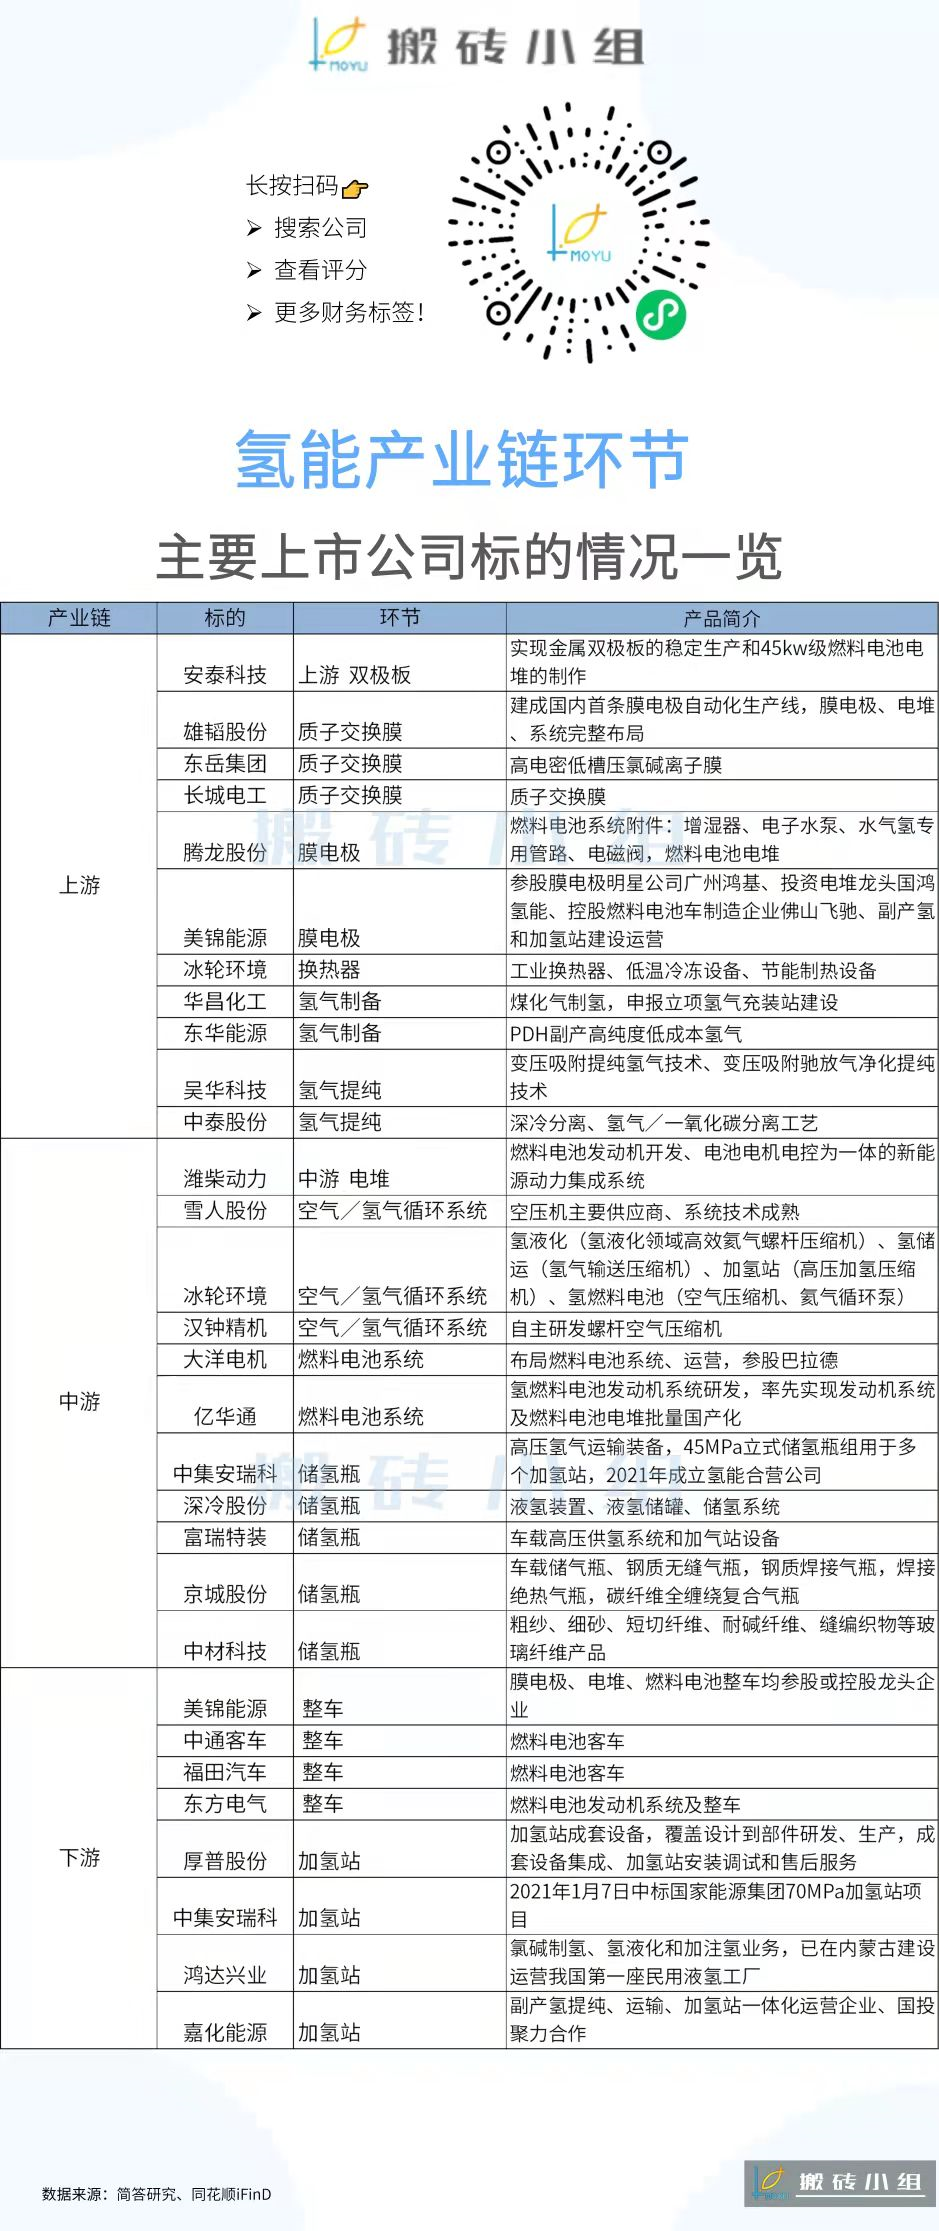 MOYU 搬砖小组
长按扫码
搜索公司
查看评分
更多财务标签！
MOYU
氢能产业链环节
主要上市公司标的情况一览
产业链 标的 环节 产品简介
上游
安泰科技 上游 双极板 实现金属双极板的稳定生产和45kw级燃料电池电
堆的制作
雄韬股份 质子交换膜 建成国内首条膜电极自动化生产线，膜电极、电堆
、系统完整布局
东岳集团 质子交换膜 高电密低槽压氯碱离子膜
长城电工 质子交换膜 质子交换膜
腾龙股份 膜电极 燃料电池系统附件：增湿器、电子水泵、水气氢专
用管路、电磁阀，燃料电池电堆
美锦能源 膜电极 参股膜电极明星公司广州鸿基、投资电堆龙头国鸿
氢能、控股燃料电池车制造企业佛山飞驰、副产氢
和加氢站建设运营
冰轮环境 换热器 工业换热器、低温冷冻设备、节能制热设备
华昌化工 氢气制备 煤化气制氢，申报立项氢气充装站建设
东华能源 氢气制备 PDH副产高纯度低成本氢气
吴华科技 氢气提纯 变压吸附提纯氢气技术、变压吸附驰放气净化提纯
技术
中泰股份 氢气提纯 深冷分离、氢气／一氧化碳分离工艺
中游
潍柴动力 中游 电堆 燃料电池发动机开发、电池电机电控为一体的新能
源动力集成系统
雪人股份 空气／氢气循环系统 空压机主要供应商、系统技术成熟
冰轮环境 空气／氢气循环系统 氢液化（氢液化领域高效氦气螺杆压缩机）、氢储
运（氢气输送压缩机）、加氢站（高压加氢压缩
机）、氢燃料电池（空气压缩机、氦气循环泵）
汉钟精机 空气／氢气循环系统 自主研发螺杆空气压缩机
大洋电机 燃料电池系统 布局燃料电池系统、运营，参股巴拉德
亿华通 燃料电池系统 氢燃料电池发动机系统研发，率先实现发动机系统
及燃料电池电堆批量国产化
中集安瑞科 储氢瓶 高压氢气运输装备，45MPa立式储氢瓶组用于多
个加氢站，2021年成立氢能合营公司
深冷股份 储氢瓶 液氢装置、液氢储罐、储氢系统
富瑞特装 储氢瓶 车载高压供氢系统和加气站设备
京城股份 储氢瓶 车载储气瓶、钢质无缝气瓶，钢质焊接气瓶，焊接
绝热气瓶，碳纤维全缠绕复合气瓶
中材科技 储氢瓶 粗纱、细砂、短切纤维、耐碱纤维、缝编织物等玻
璃纤维产品
下游
美锦能源 整车 膜电极、电堆、燃料电池整车均参股或控股龙头企
业
中通客车 整车 燃料电池客车
福田汽车 整车 燃料电池客车
东方电气 整车 燃料电池发动机系统及整车
厚普股份 加氢站 加氢站成套设备，覆盖设计到部件研发、生产，成
套设备集成、加氢站安装调试和售后服务
中集安瑞科 加氢站 2021年1月7日中标国家能源集团70MPa加氢站项
目
鸿达兴业 加氢站 氯碱制氢、氢液化和加注氢业务，已在内蒙古建设
运营我国第一座民用液氢工厂
嘉化能源 加氢站 副产氢提纯、运输、加氢站一体化运营企业、国投
聚力合作
搬砖小组
搬砖小组
数据来源：简答研究、同花顺iFinD
MOYU 搬砖小组